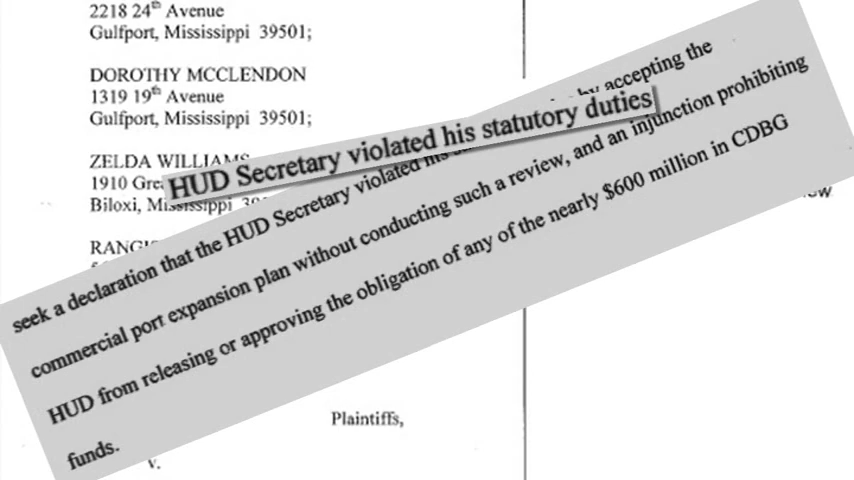 2218 24th Avenue
Gulfport, Mississippi 39501;
DOROTHY MCCLENDON
1319 19th Avenue
Gulfport, Mississippi 39501;
ZELDA WILLIAMS
1910
Biloxi, Mississippi
HUD Secretary violated his statutory duties
seek a declaration that the HUD Secretary violated his by accepting the
commercial port expansion plan without conducting such a review, and an injunction prohibiting
HUD from releasing or approving the obligation of any of the nearly $600 million in CDBG
funds.
Plaintiffs,
v.